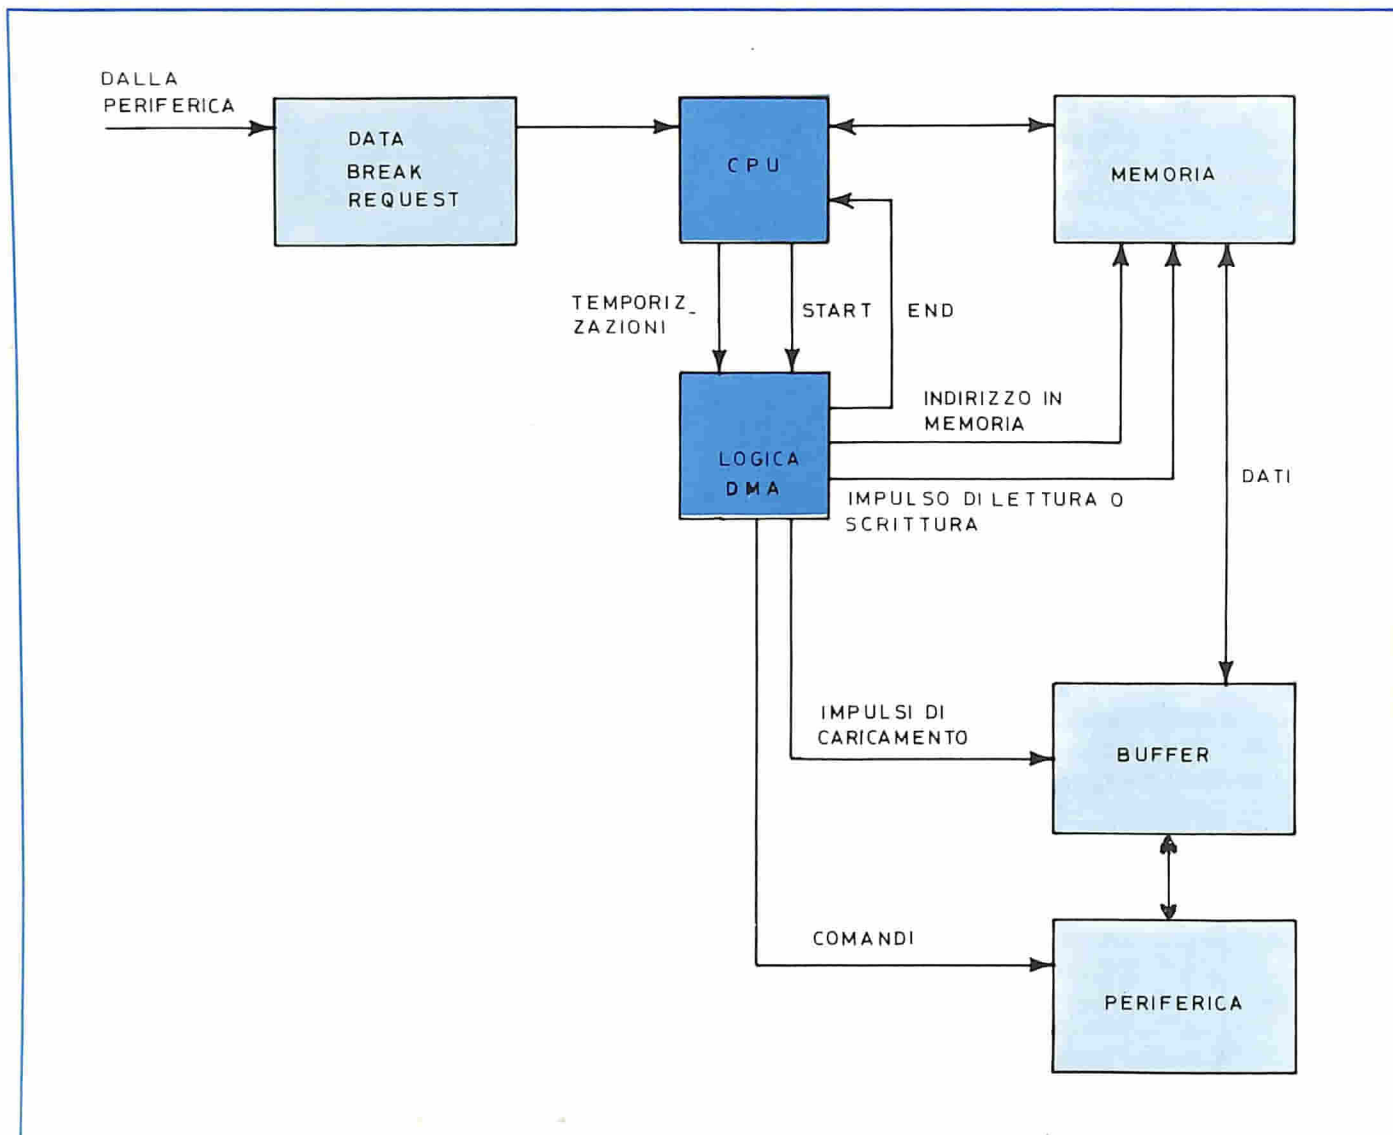 DALLA
PERIFERICA
DATA
BREAK
REQUEST
CPU
MEMORIA
TEMPORIZ_
ZAZIONI
START
END
INDIRIZZO IN
MEMORIA
LOGICA
DMA
IMPULSO DI LETTURA O
SCRITTURA
DATI
IMPULSI DI
CARICAMENTO
BUFFER
COMANDI
PERIFERICA